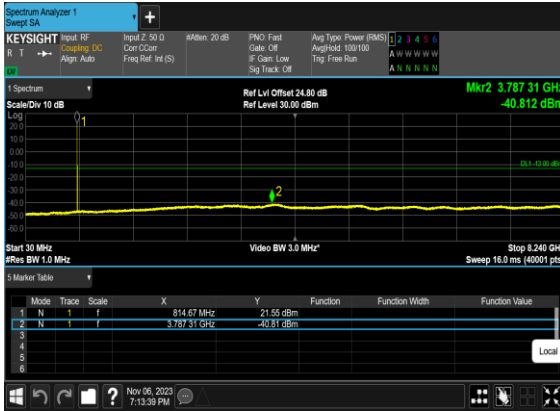 Spectrum Analyzer 1
Swept SA
+
KEYSIGHT Input: RF Input Z: 50 Ω #Atten: 20 dB PNO: Fast Avg Type: Power (RMS) 1 2 3 4 5 6
R T Coupling: DC Corr CCorr Gate: Off Avg|Hold: 100/100 A W W W W W
Align: Auto Freq Ref: Int (S) IF Gain: Low Trig: Free Run
Sig Track: Off A N N N N N
1 Spectrum Ref Lvl Offset 24.80 dB Mkr2 3.787 31 GHz
Scale/Div 10 dB Ref Level 30.00 dBm -40.812 dBm
Log
20.0
10.0
0.00
-10.0
-20.0
-30.0
-40.0
-50.0
-60.0
1
DL1 -13.00 dBm
2
Start 30 MHz Video BW 3.0 MHz* Stop 8.240 GHz
#Res BW 1.0 MHz Sweep 16.0 ms (40001 pts)
5 Marker Table
Mode Trace Scale X Y Function Function Width Function Value
1 N 1 f 814.67 MHz 21.55 dBm
2 N 1 f 3.787 31 GHz -40.81 dBm
3
4
5
6
Local
? Nov 06, 2023
7:13:39 PM